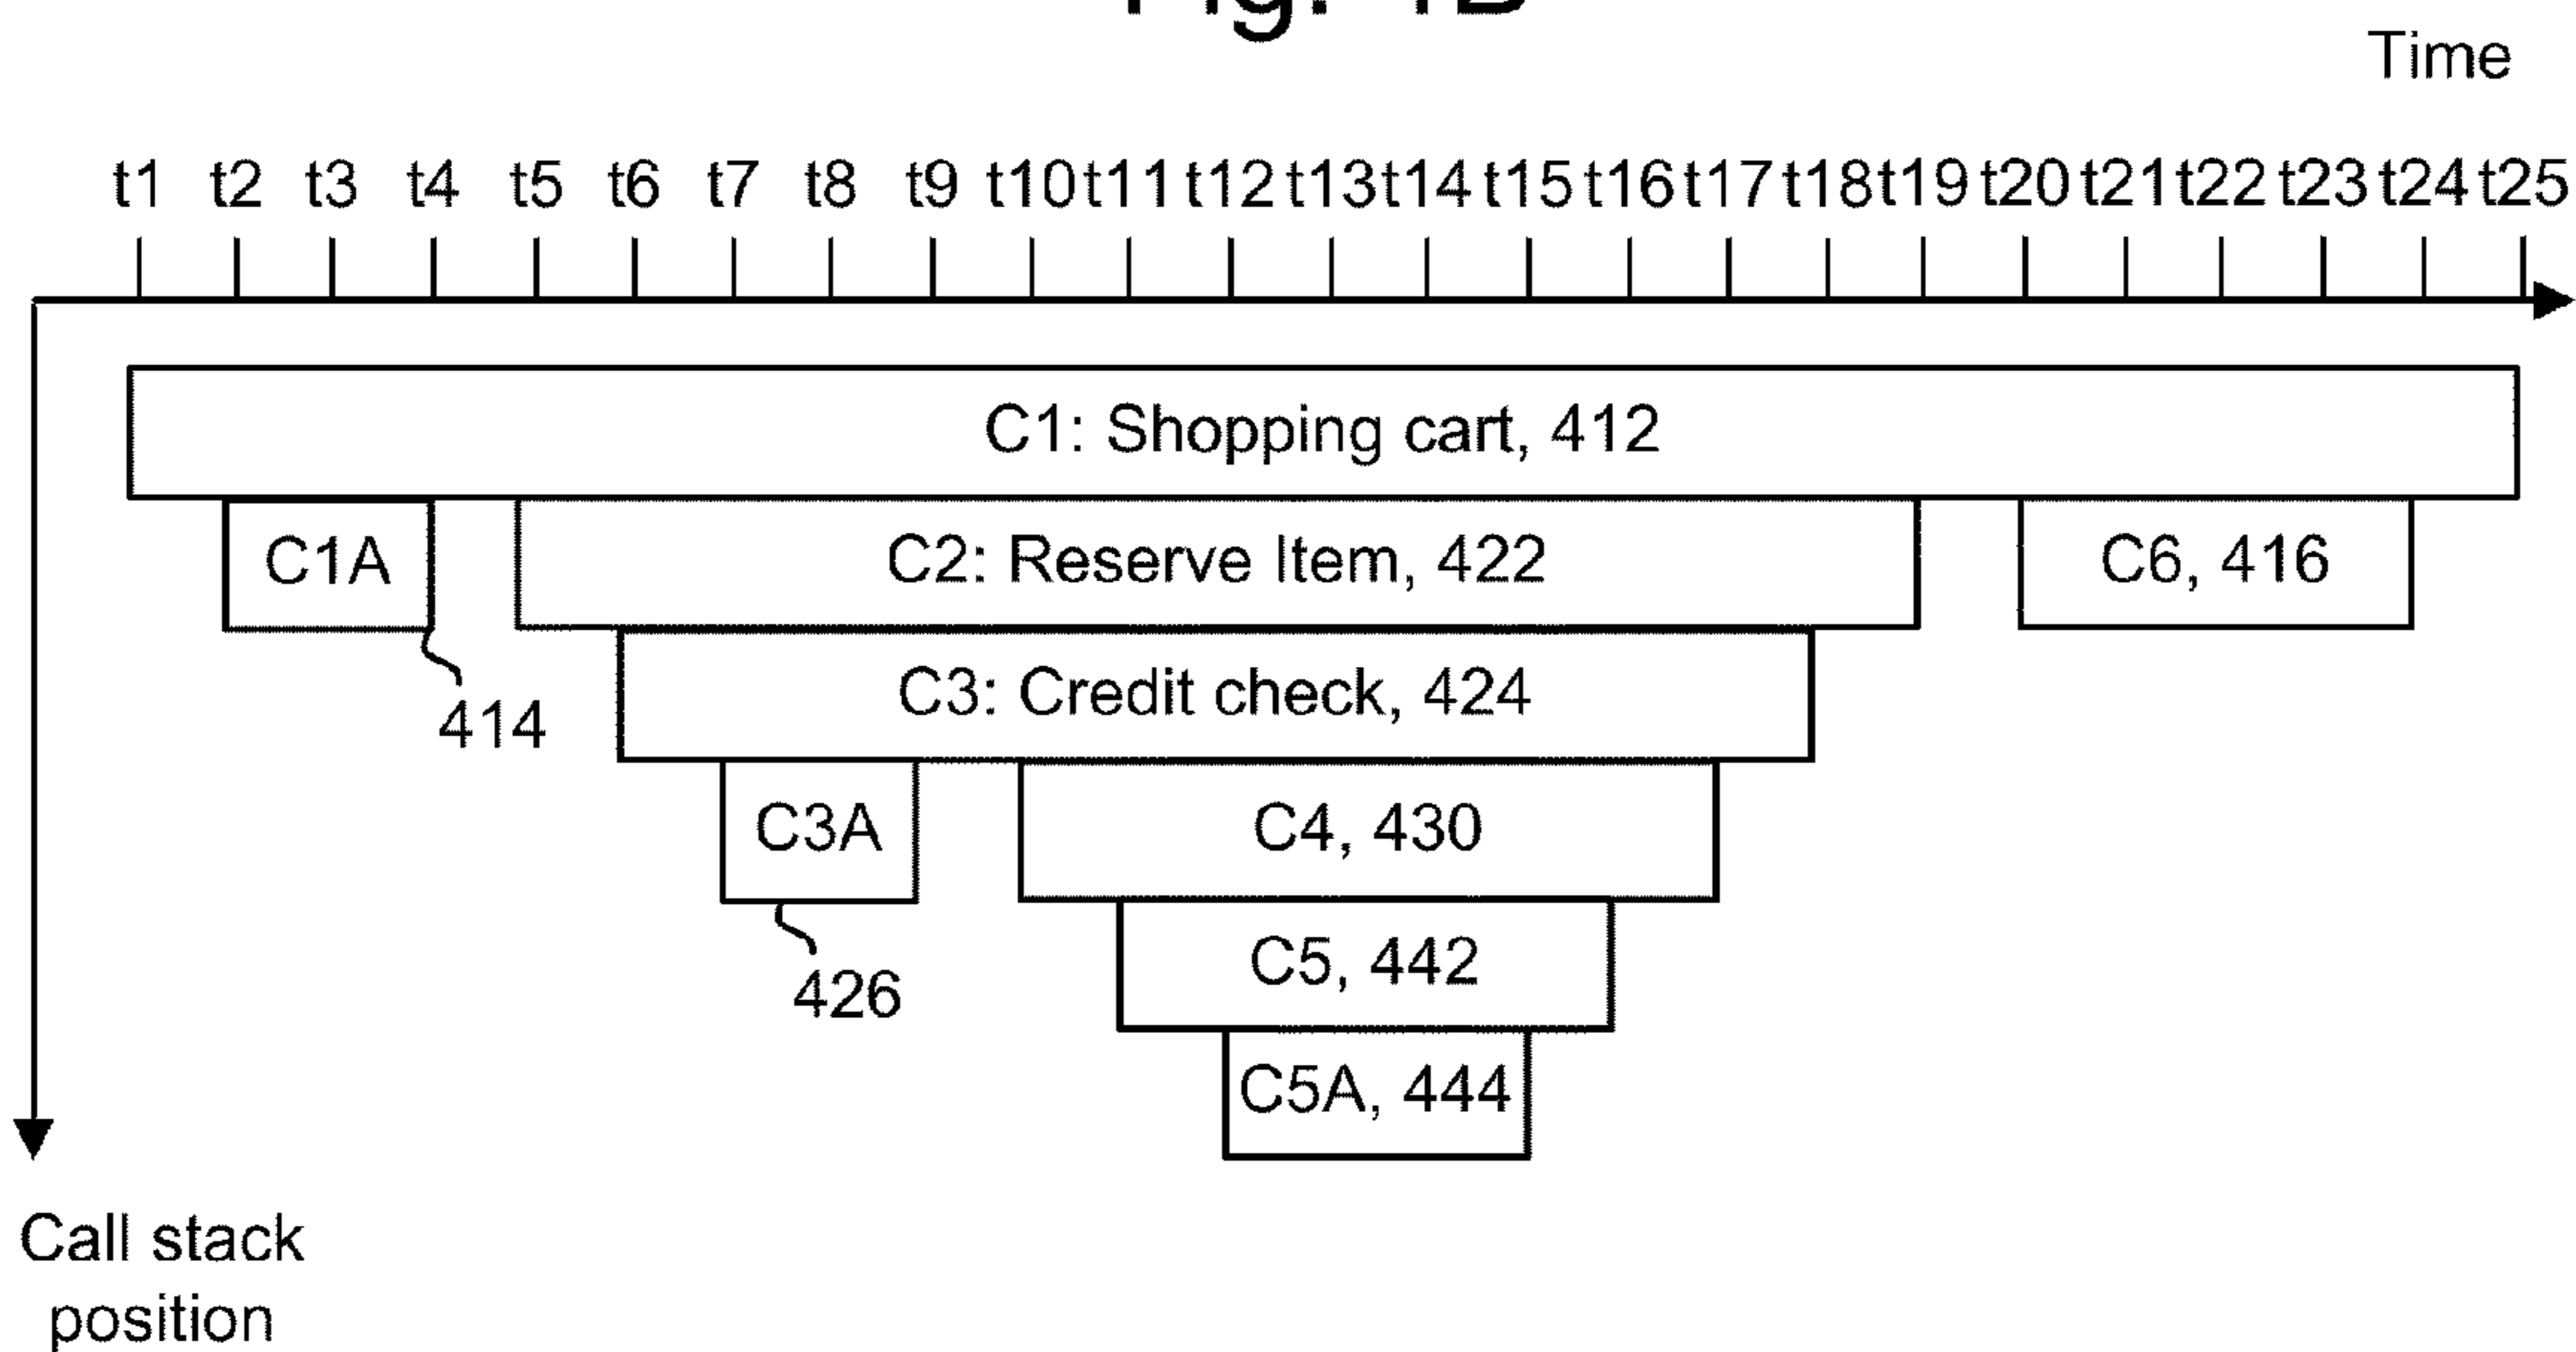 Time
t1 t2 t3 t4 t5 t6 t7 t8 t9 t10 t11 t12 t13 t14 t15 t16 t17 t18 t19 t20 t21 t22 t23 t24 t25
C1: Shopping cart, 412
C1A
C2: Reserve Item, 422
C6, 416
414
C3: Credit check, 424
C3A
C4, 430
426
C5, 442
C5A, 444
Call stack
position